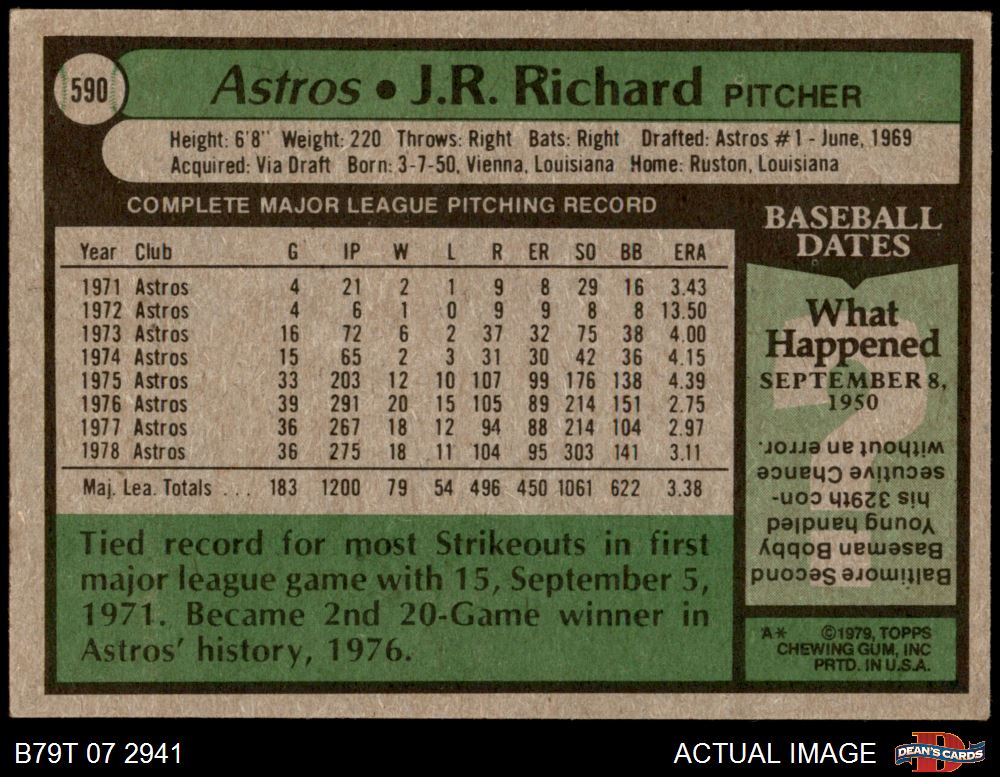 590
Astros • J.R. Richard PITCHER
Height: 6'8" Weight: 220 Throws: Right Bats: Right Drafted: Astros #1 - June, 1969
Acquired: Via Draft Born: 3-7-50, Vienna, Louisiana Home: Ruston, Louisiana
COMPLETE MAJOR LEAGUE PITCHING RECORD
Year Club G IP W L R ER SO BB ERA
1971 Astros 4 21 2 1 9 8 29 16 3.43
1972 Astros 4 6 1 0 9 9 8 8 13.50
1973 Astros 16 72 6 2 37 32 75 38 4.00
1974 Astros 15 65 2 3 31 30 42 36 4.15
1975 Astros 33 203 12 10 107 99 176 138 4.39
1976 Astros 39 291 20 15 105 89 214 151 2.75
1977 Astros 36 267 18 12 94 88 214 104 2.97
1978 Astros 36 275 18 11 104 95 303 141 3.11
Maj. Lea. Totals ... 183 1200 79 54 496 450 1061 622 3.38
Tied record for most Strikeouts in first
major league game with 15, September 5,
1971. Became 2nd 20-Game winner in
Astros' history, 1976.
BASEBALL
DATES
What
Happened
SEPTEMBER 8,
1950
?
Baltimore Second
Baseman Bobby
Young handled
his 329th con-
secutive Chance
without an error.
A* ©1979, TOPPS
CHEWING GUM, INC
PRTD. IN U.S.A.
B79T 07 2941
ACTUAL IMAGE
D
DEAN'S CARDS